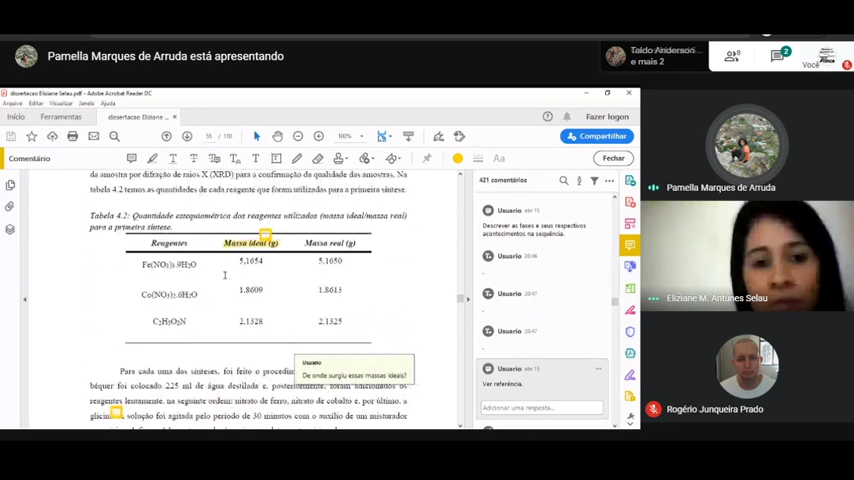 Pamella Marques de Arruda está apresentando
Taldo Anderson
e mais 2
8
2
Você
dissertacao Eliziane Selau.pdf - Adobe Acrobat Reader DC
Arquivo Editar Visualizar Janela Ajuda
Início Ferramentas dissertacao Eliziane... × Fazer logon
55 / 110 100% Compartilhar
Comentário Fechar
da amostra por difração de raios X (XRD) para a confirmação da qualidade das amostras. Na
tabela 4.2 temos as quantidades de cada reagente que foram utilizadas para a primeira síntese.
Tabela 4.2: Quantidade estequiométrica dos reagentes utilizados (massa ideal/massa real)
para a primeira síntese.
Reagentes Massa ideal (g) Massa real (g)
Fe(NO3)3.9H2O 5,1654 5,1650
Co(NO3)2.6H2O 1,8609 1,8613
C2H5O2N 2,1328 2,1325
Usuario
De onde surgiu essas massas ideais?
Para cada uma das sínteses, foi feito o
béquer foi colocado 225 ml de água destilada e, posteriormente, foram adicionados os
reagentes lentamente, na seguinte ordem: nitrato de ferro, nitrato de cobalto e, por último, a
solução foi agitada pelo período de 30 minutos com o auxílio de um misturador
421 comentários
Usuario abr 15
Descrever as fases e seus respectivos
acontecimentos na sequência.
Usuario 20:46
.
Usuario 20:47
.
Usuario 20:47
.
Usuario abr 15
Ver referência.
Adicionar uma resposta...
Pamella Marques de Arruda
Eliziane M. Antunes Selau
Rogério Junqueira Prado